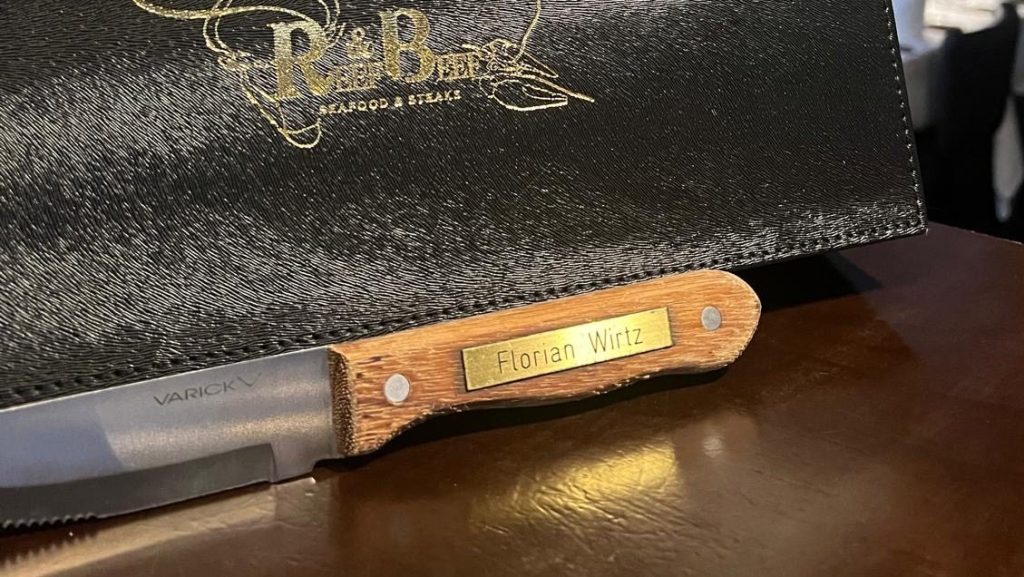 REEF & BEEF
SEAFOOD & STEAKS
VARICK
Florian Wirtz